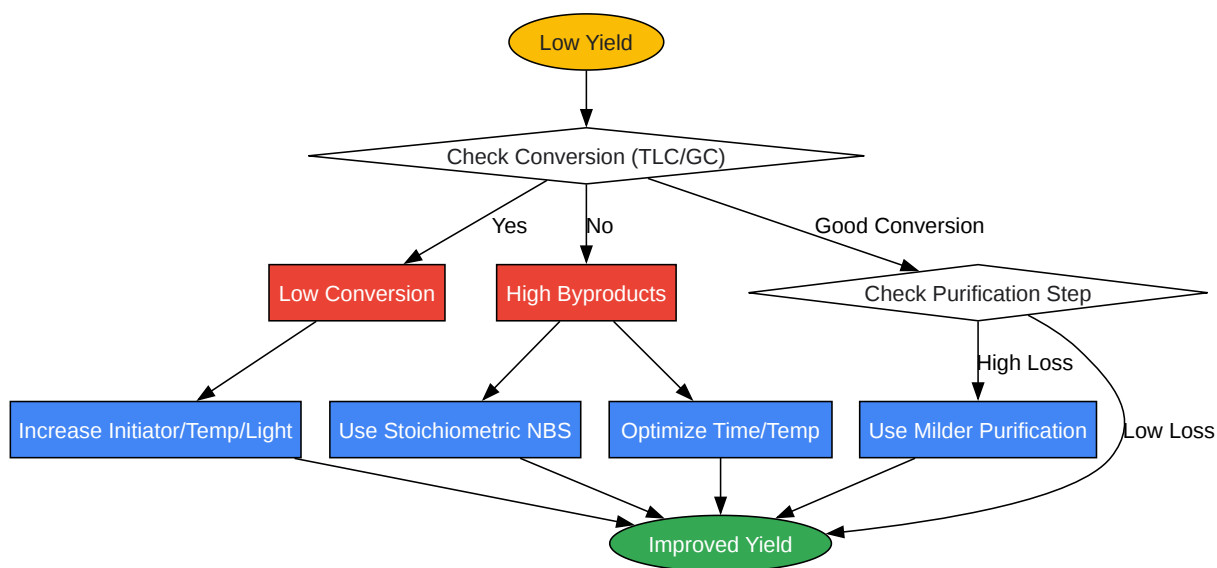 Low Yield
Check Conversion (TLC/GC)
Yes
No
Good Conversion
Low Conversion
High Byproducts
Check Purification Step
High Loss
Low Loss
Increase Initiator/Temp/Light
Use Stoichiometric NBS
Optimize Time/Temp
Use Milder Purification
Improved Yield